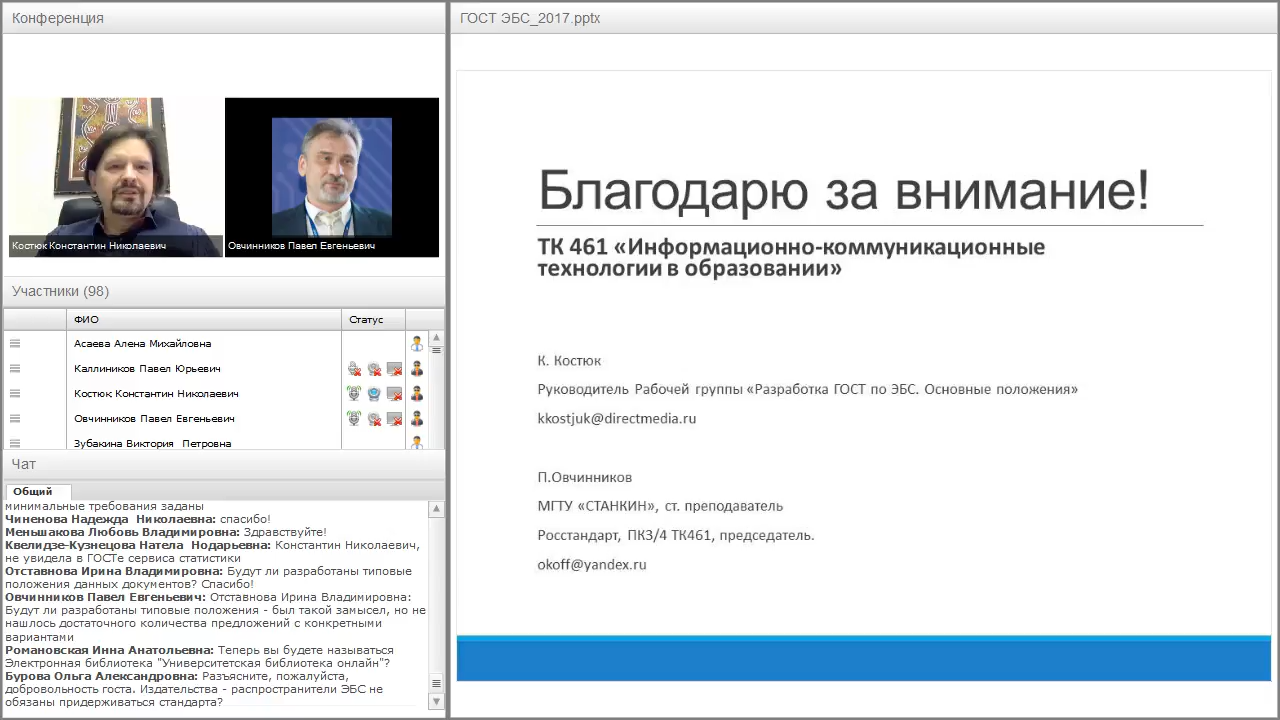 Конференция
Костюк Константин Николаевич
Овчинников Павел Евгеньевич
Участники (98)
ФИО
Статус
Асаева Алена Михайловна
Каллиников Павел Юрьевич
Костюк Константин Николаевич
Овчинников Павел Евгеньевич
Зубакина Виктория Петровна
Чат
Общий
минимальные требования заданы
Чиненова Надежда Николаевна: спасибо!
Меньшакова Любовь Владимировна: Здравствуйте!
Квелидзе-Кузнецова Натела Нодарьевна: Константин Николаевич,
не увидела в ГОСТе сервиса статистики
Отставнова Ирина Владимировна: Будут ли разработаны типовые
положения данных документов? Спасибо!
Овчинников Павел Евгеньевич: Отставнова Ирина Владимировна:
Будут ли разработаны типовые положения - был такой замысел, но не
нашлось достаточного количества предложений с конкретными
вариантами
Романовская Инна Анатольевна: Теперь вы будете называться
Электронная библиотека "Университетская библиотека онлайн"?
Бурова Ольга Александровна: Разъясните, пожалуйста,
добровольность госта. Издательства - распространители ЭБС не
обязаны придерживаться стандарта?
ГОСТ ЭБС_2017.pptx
Благодарю за внимание!
ТК 461 «Информационно-коммуникационные
технологии в образовании»
К. Костюк
Руководитель Рабочей группы «Разработка ГОСТ по ЭБС. Основные положения»
kkostjuk@directmedia.ru
П.Овчинников
МГТУ «СТАНКИН», ст. преподаватель
Росстандарт, ПК3/4 ТК461, председатель.
okoff@yandex.ru